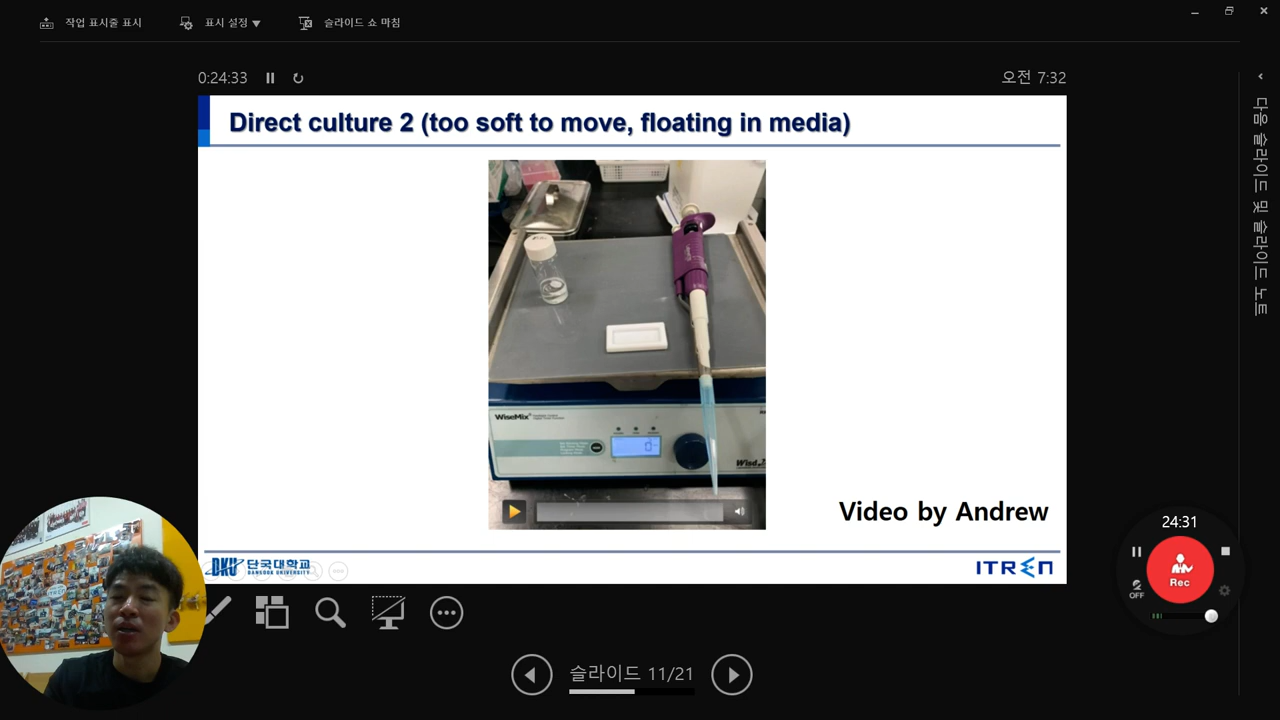 작업 표시줄 표시
표시 설정 ▼
슬라이드 쇼 마침
0:24:33
오전 7:32
다음 슬라이드 및 슬라이드 노트
Direct culture 2 (too soft to move, floating in media)
WiseMix
Wisd
Video by Andrew
DKU 단국대학교
DANKOOK UNIVERSITY
ITREN
24:31
Rec
OFF
슬라이드 11/21